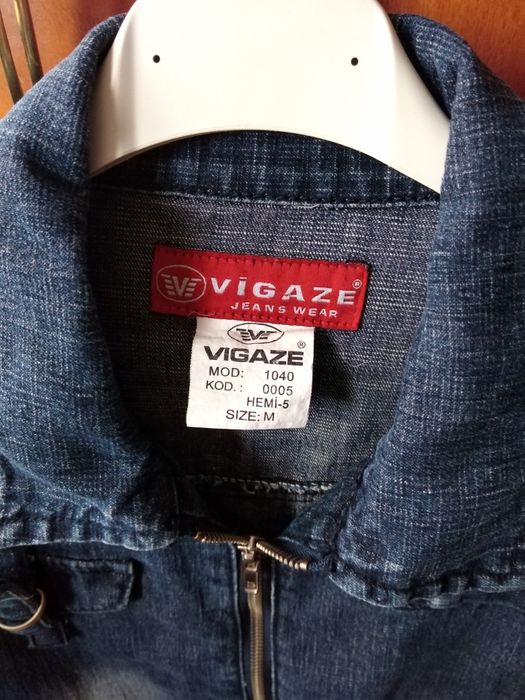 VİGAZE ®
JEANS WEAR
®
VIGAZE
MOD: 1040
KOD.: 0005
HEMİ-5
SIZE: M